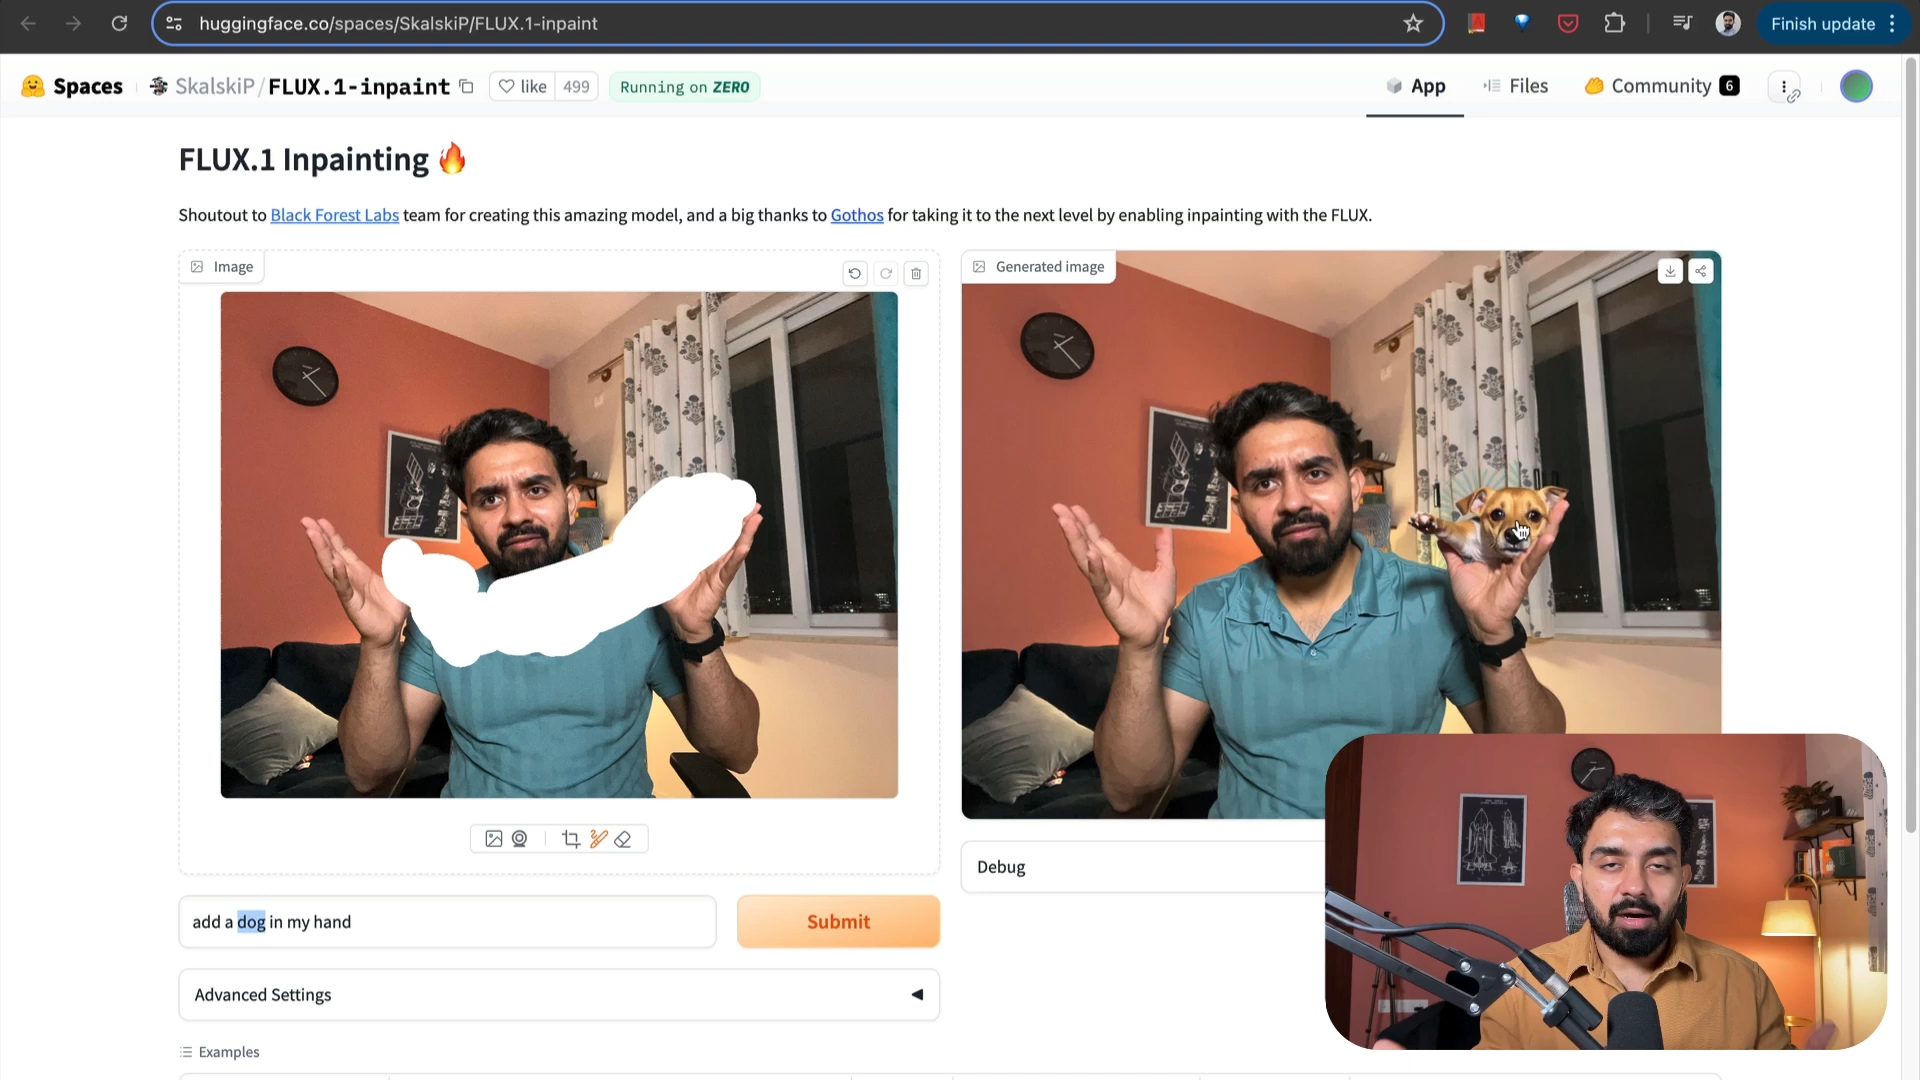 huggingface.co/spaces/SkalskiP/FLUX.1-inpaint
Finish update
Spaces
SkalskiP/FLUX.1-inpaint
like 499
Running on ZERO
App
Files
Community 6
FLUX.1 Inpainting 🔥
Shoutout to Black Forest Labs team for creating this amazing model, and a big thanks to Gothos for taking it to the next level by enabling inpainting with the FLUX.
Image
Generated image
Debug
add a dog in my hand
Submit
Advanced Settings
Examples